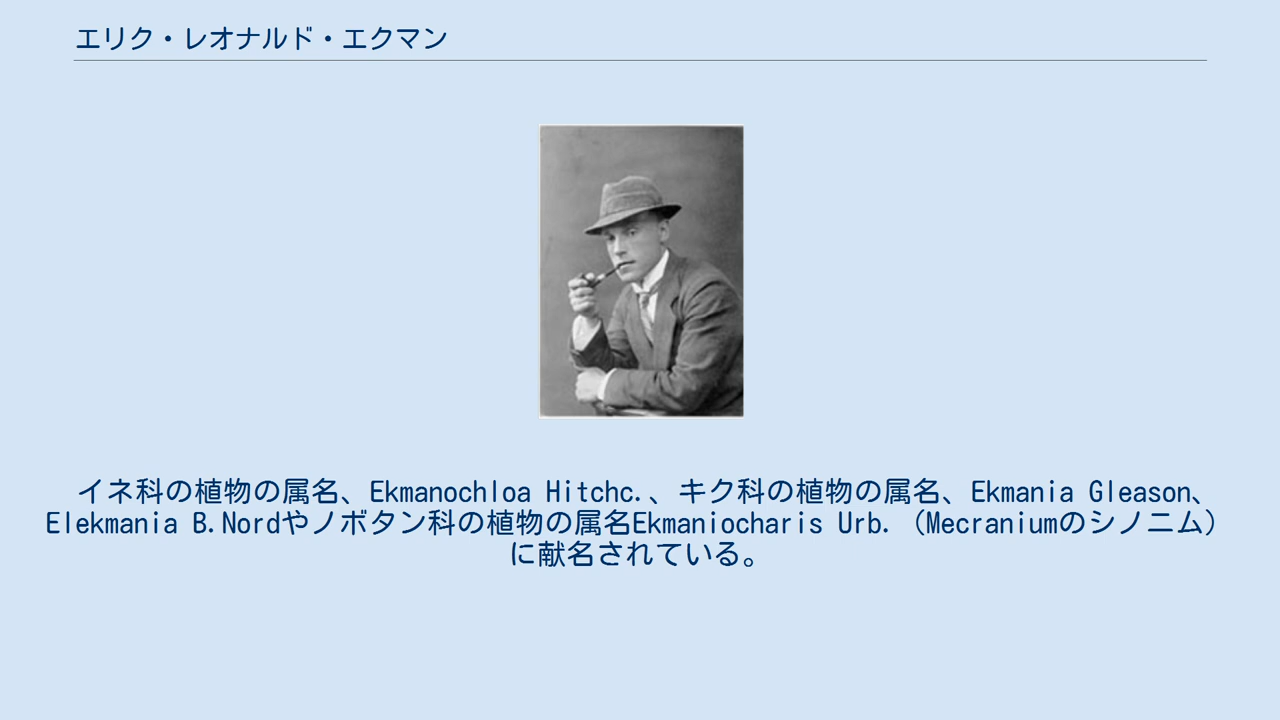 エリク・レオナルド・エクマン
イネ科の植物の属名、Ekmanochloa Hitchc.、キク科の植物の属名、Ekmania Gleason、
Elekmania B.Nordやノボタン科の植物の属名Ekmaniocharis Urb.（Mecraniumのシノニム）
に献名されている。